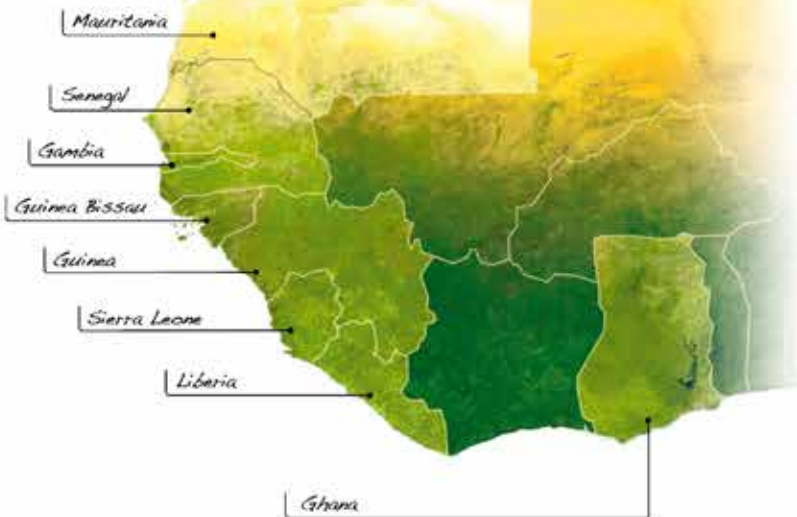 Mauritania
Senegal
Gambia
Guinea Bissau
Guinea
Sierra Leone
Liberia
Ghana